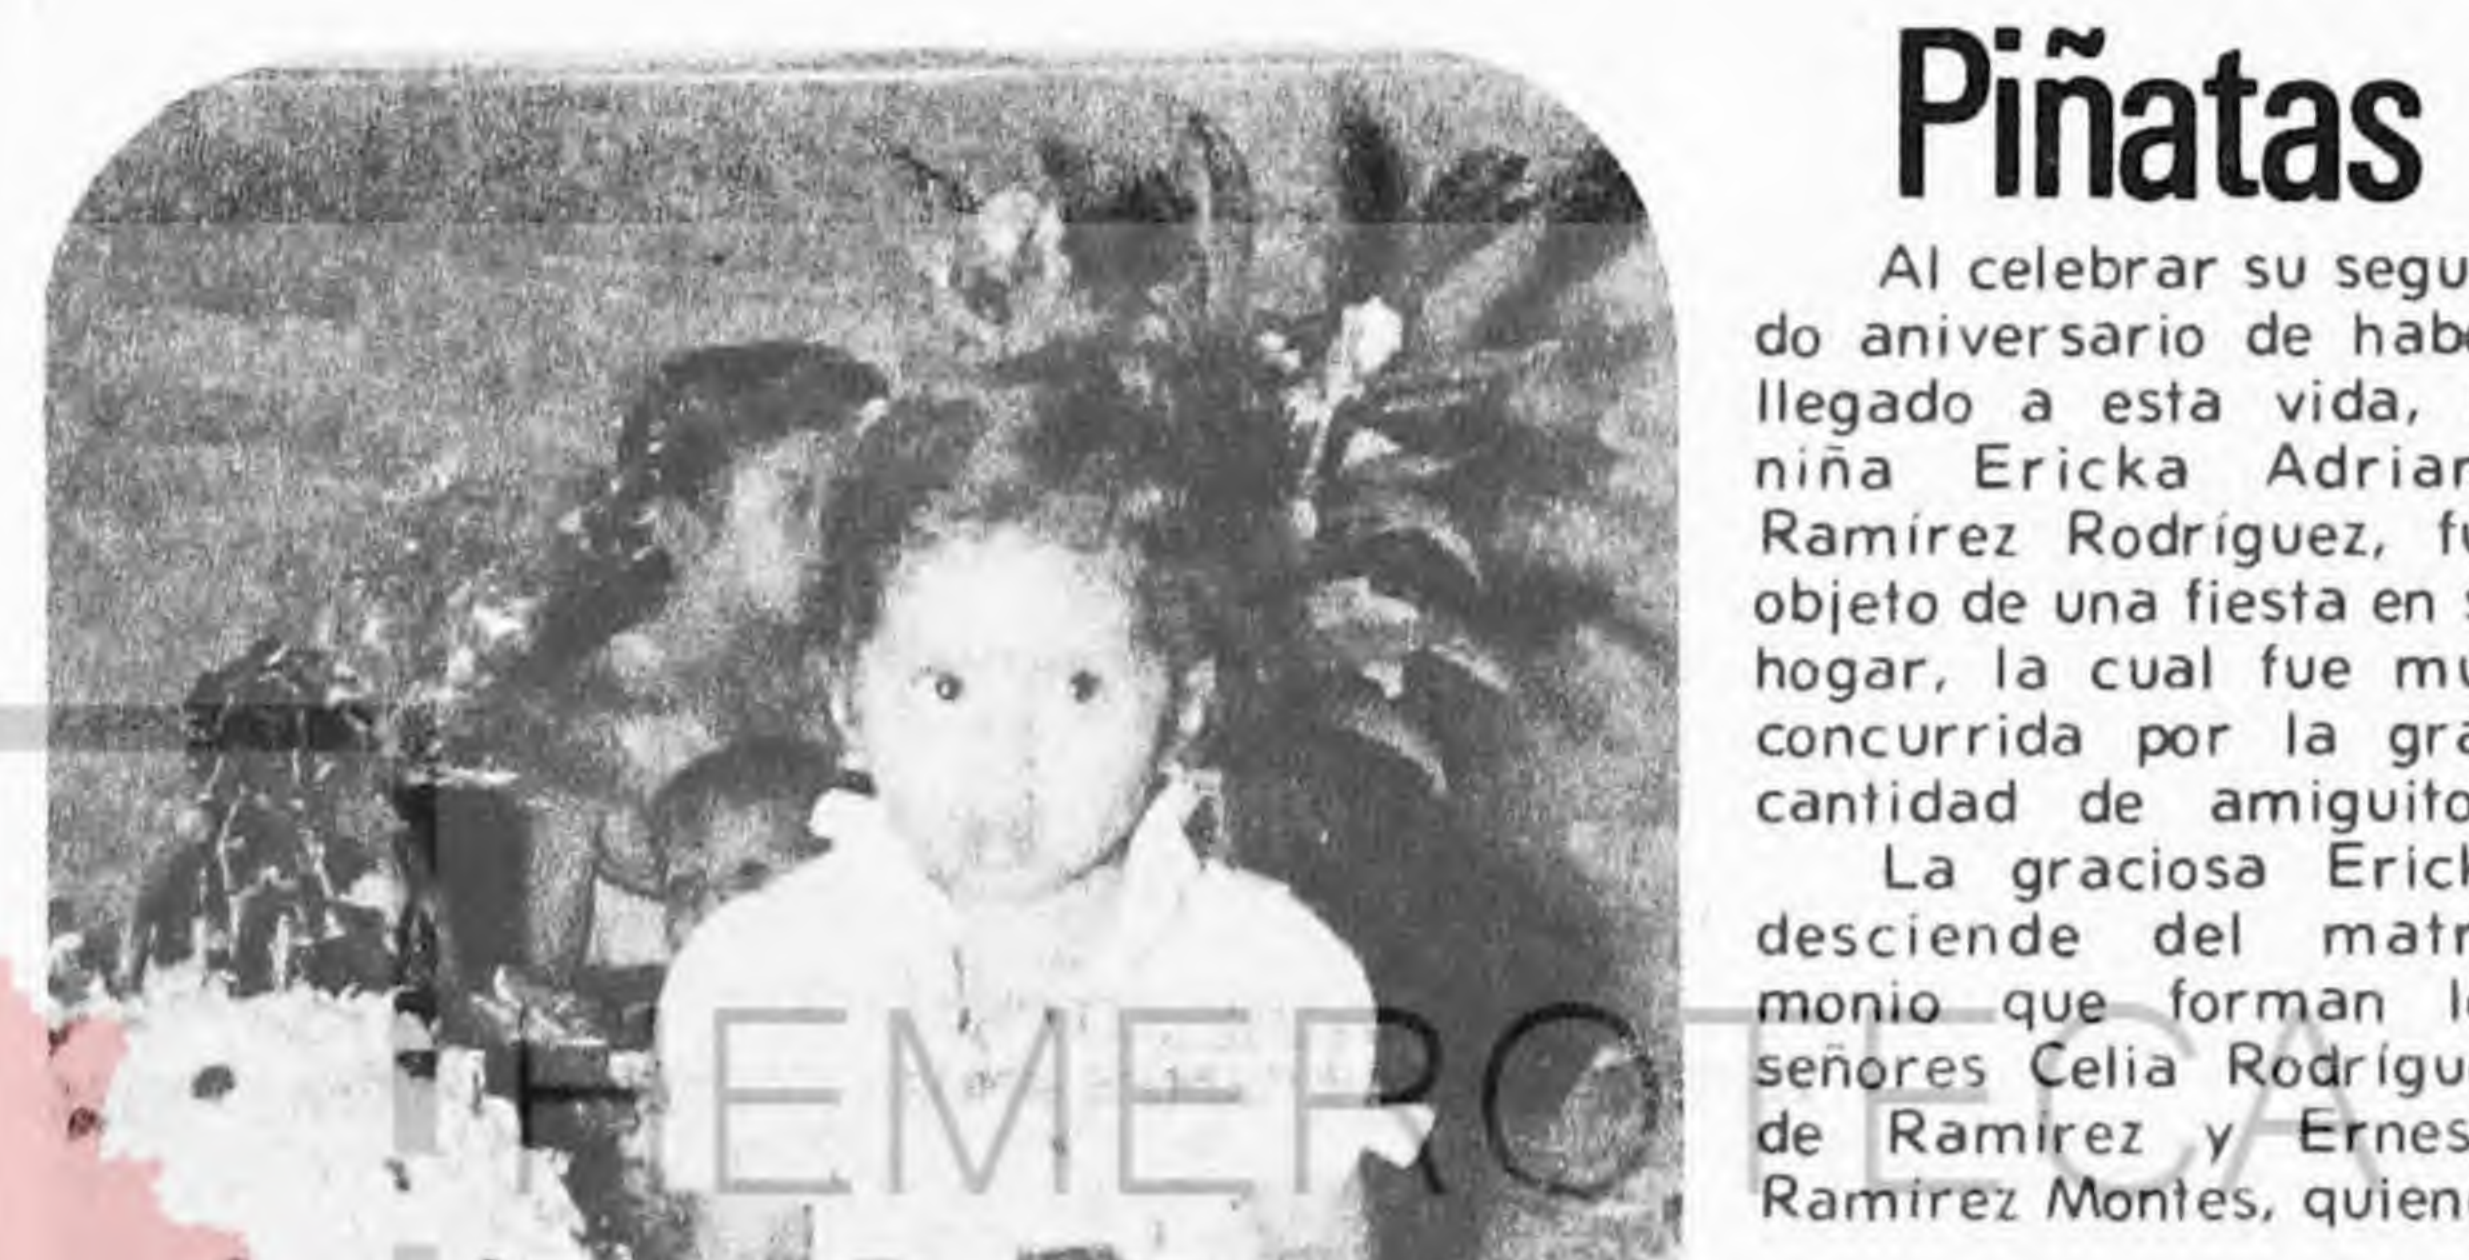 Piñatas
Al celebrar su segu
do aniversario de habe
llegado a esta vida,
niña Ericka Adrian
Ramírez Rodríguez, fu
objeto de una fiesta en s
hogar, la cual fue mu
concurrida por la gra
cantidad de amiguito
La graciosa Erick
desciende del matr
monio que forman lo
señores Celia Rodrígu
de Ramírez y Ernes
Ramírez Montes, quien
HEMEROTECA